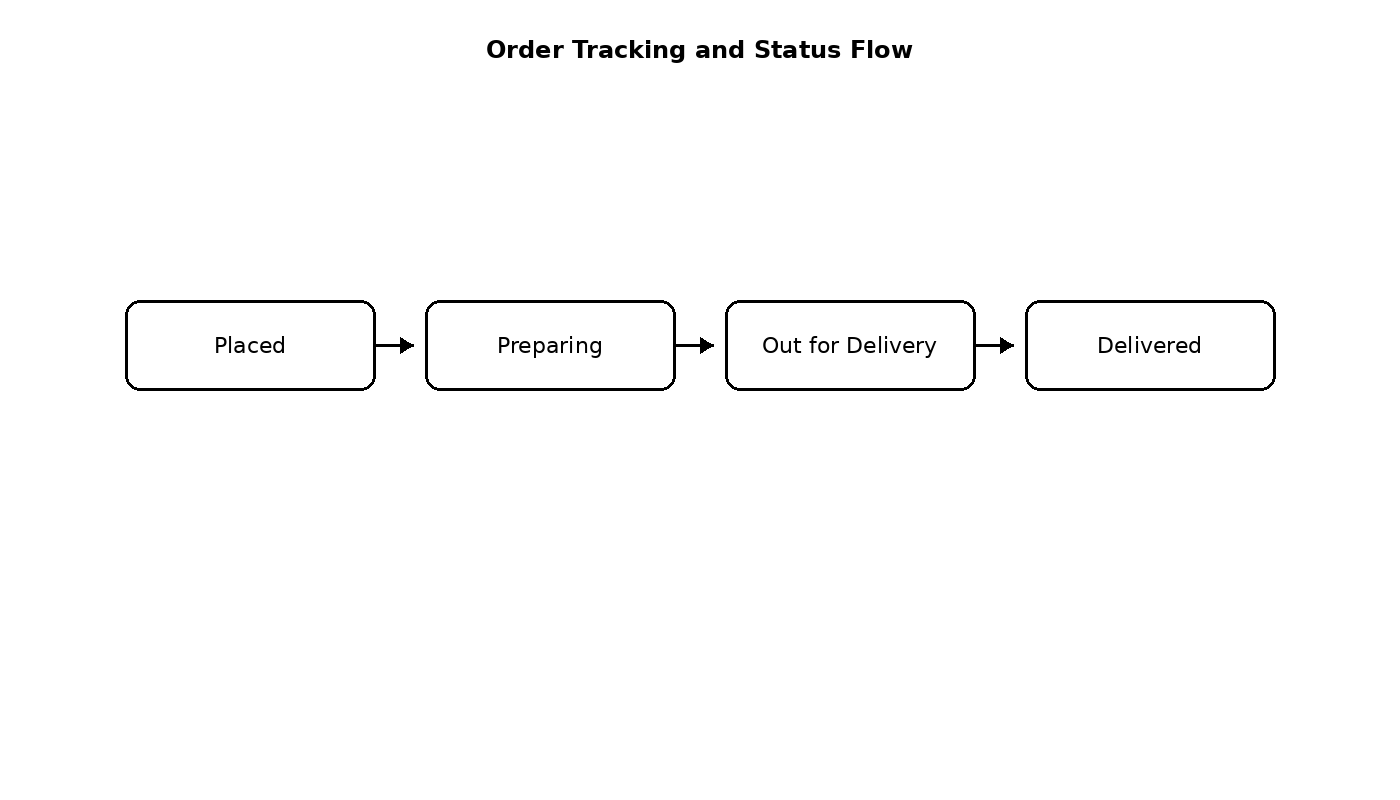 Order Tracking and Status Flow
Placed
Preparing
Out for Delivery
Delivered